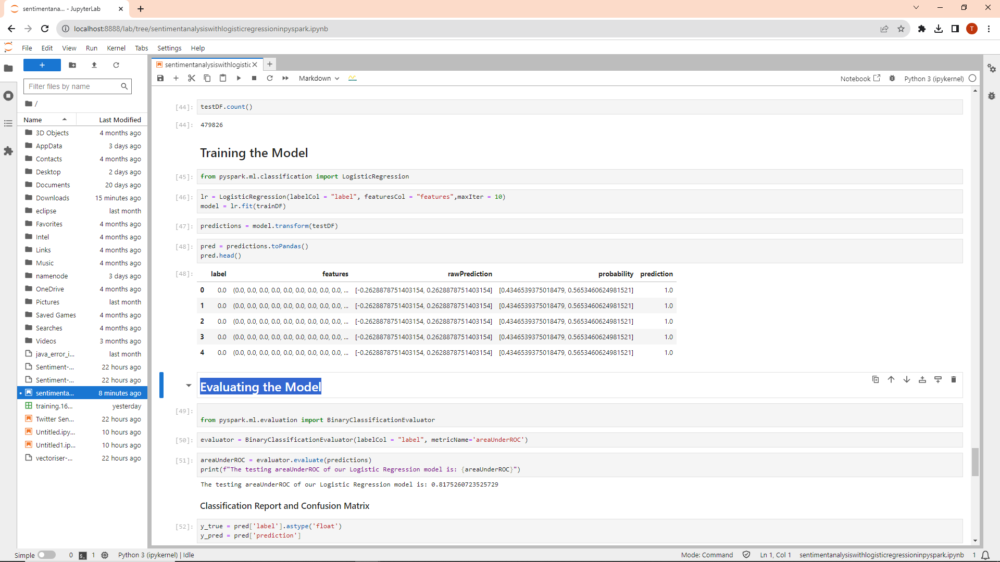 sentimentana... - JupyterLab
localhost:8888/lab/tree/sentimentanalysiswithlogisticregressioninpyspark.ipynb
T
File Edit View Run Kernel Tabs Settings Help
sentimentanalysiswithlogistic
Markdown
Notebook
Python 3 (ipykernel)
Filter files by name
/
Name Last Modified
3D Objects 4 months ago
AppData 3 days ago
Contacts 4 months ago
Desktop 2 days ago
Documents 20 days ago
Downloads 15 minutes ago
eclipse last month
Favorites 4 months ago
Intel 4 months ago
Links 4 months ago
Music 4 months ago
namenode 3 days ago
OneDrive 4 months ago
Pictures last month
Saved Games 4 months ago
Searches 4 months ago
Videos 3 months ago
java_error_i... last month
Sentiment-... 22 hours ago
Sentiment-... 22 hours ago
sentimenta... 8 minutes ago
training.16... yesterday
Twitter Sen... 22 hours ago
Untitled.ipy... 10 hours ago
Untitled1.ip... 10 hours ago
vectoriser-... 22 hours ago
[44]: testDF.count()
[44]: 479826
Training the Model
[45]: from pyspark.ml.classification import LogisticRegression
[46]: lr = LogisticRegression(labelCol = "label", featuresCol = "features",maxIter = 10)
model = lr.fit(trainDF)
[47]: predictions = model.transform(testDF)
[48]: pred = predictions.toPandas()
pred.head()
[48]: label features rawPrediction probability prediction
0 0.0 (0.0, 0.0, 0.0, 0.0, 0.0, 0.0, 0.0, 0.0, 0.0, ... [-0.2628878751403154, 0.2628878751403154] [0.4346539375018479, 0.5653460624981521] 1.0
1 0.0 (0.0, 0.0, 0.0, 0.0, 0.0, 0.0, 0.0, 0.0, 0.0, ... [-0.2628878751403154, 0.2628878751403154] [0.4346539375018479, 0.5653460624981521] 1.0
2 0.0 (0.0, 0.0, 0.0, 0.0, 0.0, 0.0, 0.0, 0.0, 0.0, ... [-0.2628878751403154, 0.2628878751403154] [0.4346539375018479, 0.5653460624981521] 1.0
3 0.0 (0.0, 0.0, 0.0, 0.0, 0.0, 0.0, 0.0, 0.0, 0.0, ... [-0.2628878751403154, 0.2628878751403154] [0.4346539375018479, 0.5653460624981521] 1.0
4 0.0 (0.0, 0.0, 0.0, 0.0, 0.0, 0.0, 0.0, 0.0, 0.0, ... [-0.2628878751403154, 0.2628878751403154] [0.4346539375018479, 0.5653460624981521] 1.0
Evaluating the Model
[49]:
from pyspark.ml.evaluation import BinaryClassificationEvaluator
[50]: evaluator = BinaryClassificationEvaluator(labelCol = "label", metricName='areaUnderROC')
[51]: areaUnderROC = evaluator.evaluate(predictions)
print(f"The testing areaUnderROC of our Logistic Regression model is: {areaUnderROC}")
The testing areaUnderROC of our Logistic Regression model is: 0.8175260723525729
Classification Report and Confusion Matrix
[52]: y_true = pred['label'].astype('float')
y_pred = pred['prediction']
Simple 0 1 Python 3 (ipykernel) | Idle Mode: Command Ln 1, Col 1 sentimentanalysiswithlogisticregressioninpyspark.ipynb 1